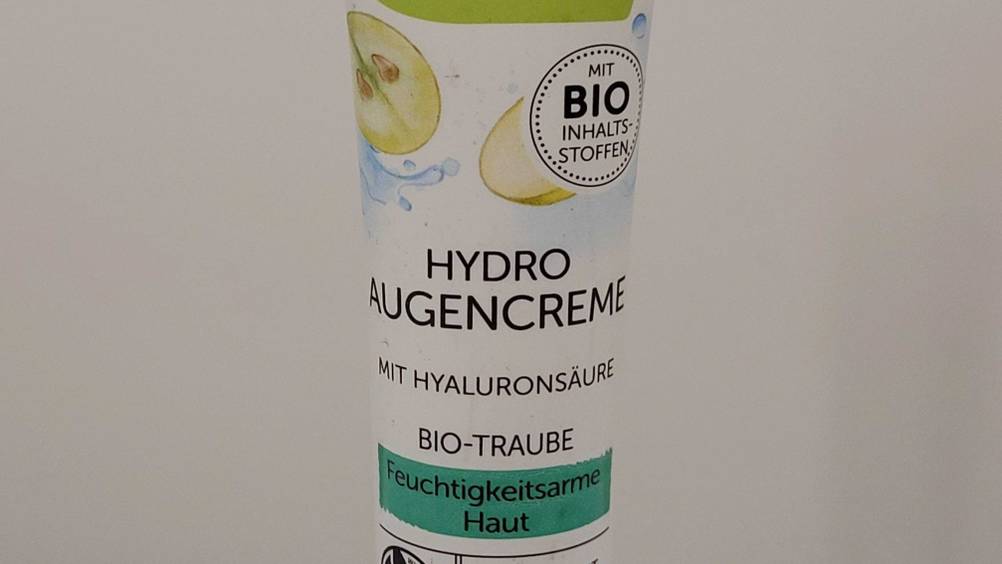 MIT
BIO
INHALTS-
STOFFEN
HYDRO
AUGENCREME
MIT HYALURONSÄURE
BIO-TRAUBE
Feuchtigkeitsarme
Haut